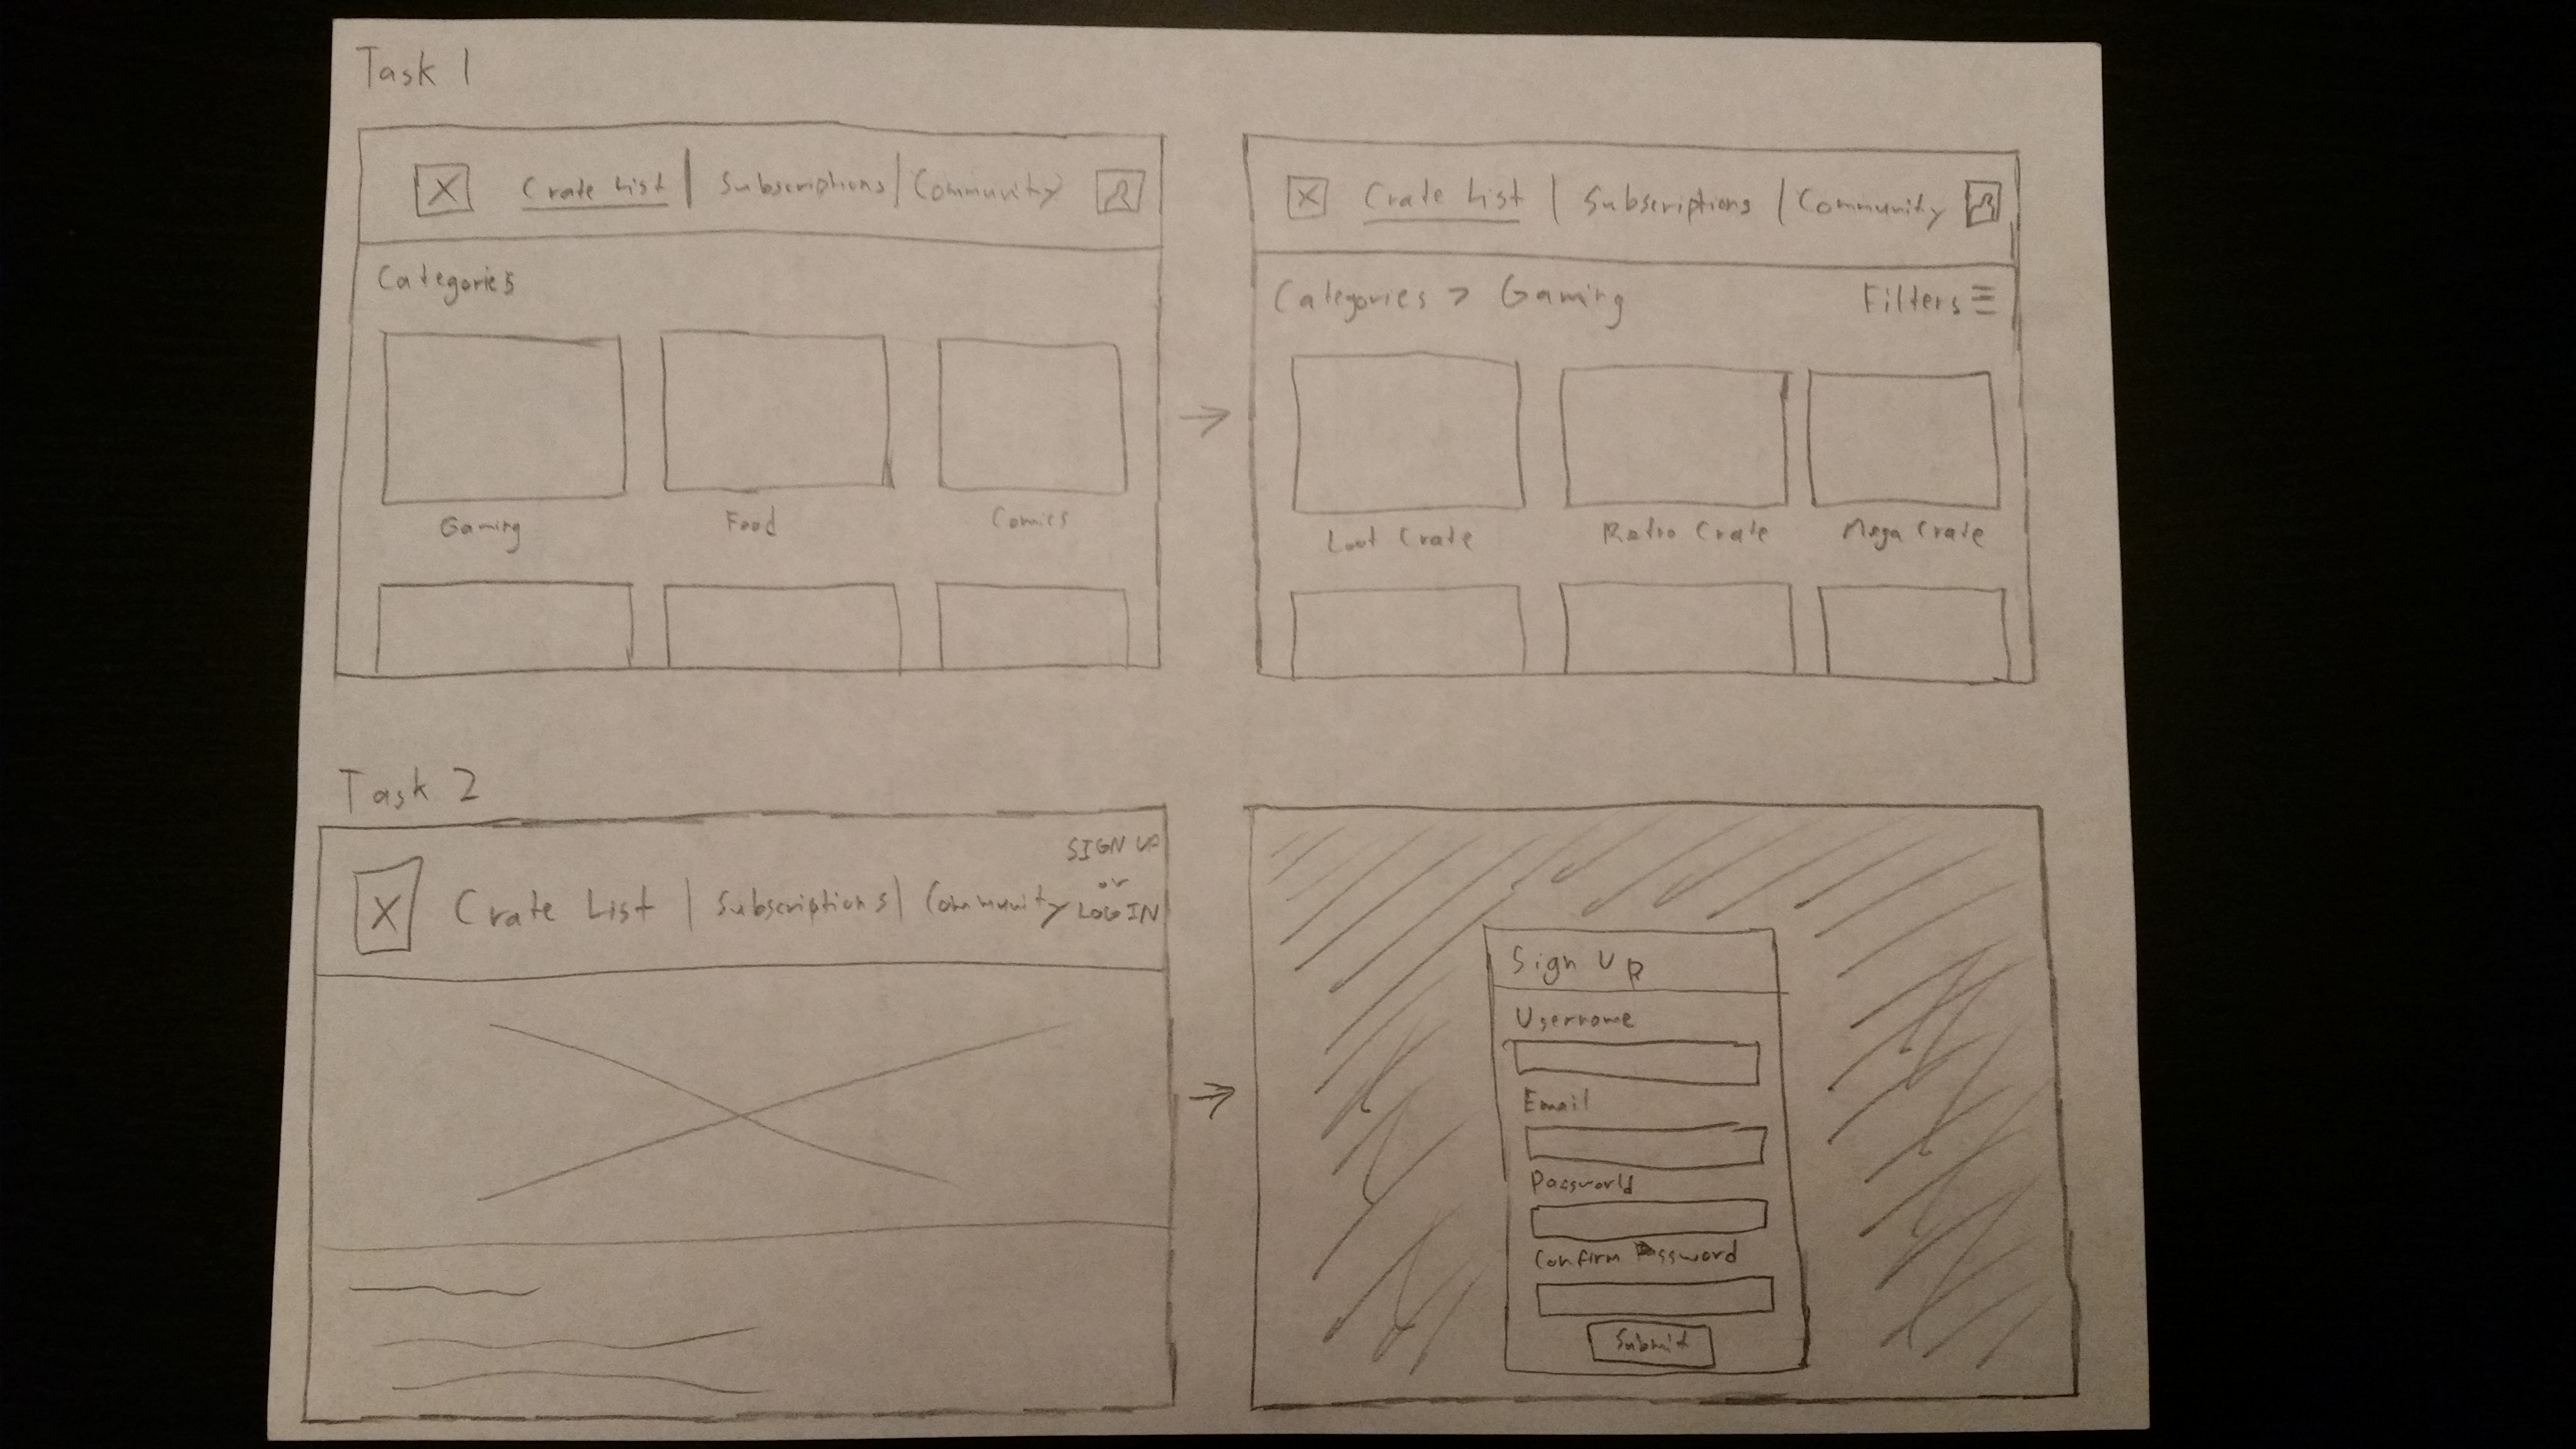 Task 1
X Crate List | Subscriptions | Community
Categories
Gaming Food Comics
X Crate List | Subscriptions | Community
Categories > Gaming Filters ≡
Loot Crate Retro Crate Mega Crate
Task 2
SIGN UP
or
LOG IN
X Crate List | Subscriptions | Community
Sign Up
Username
Email
Password
Confirm Password
Submit